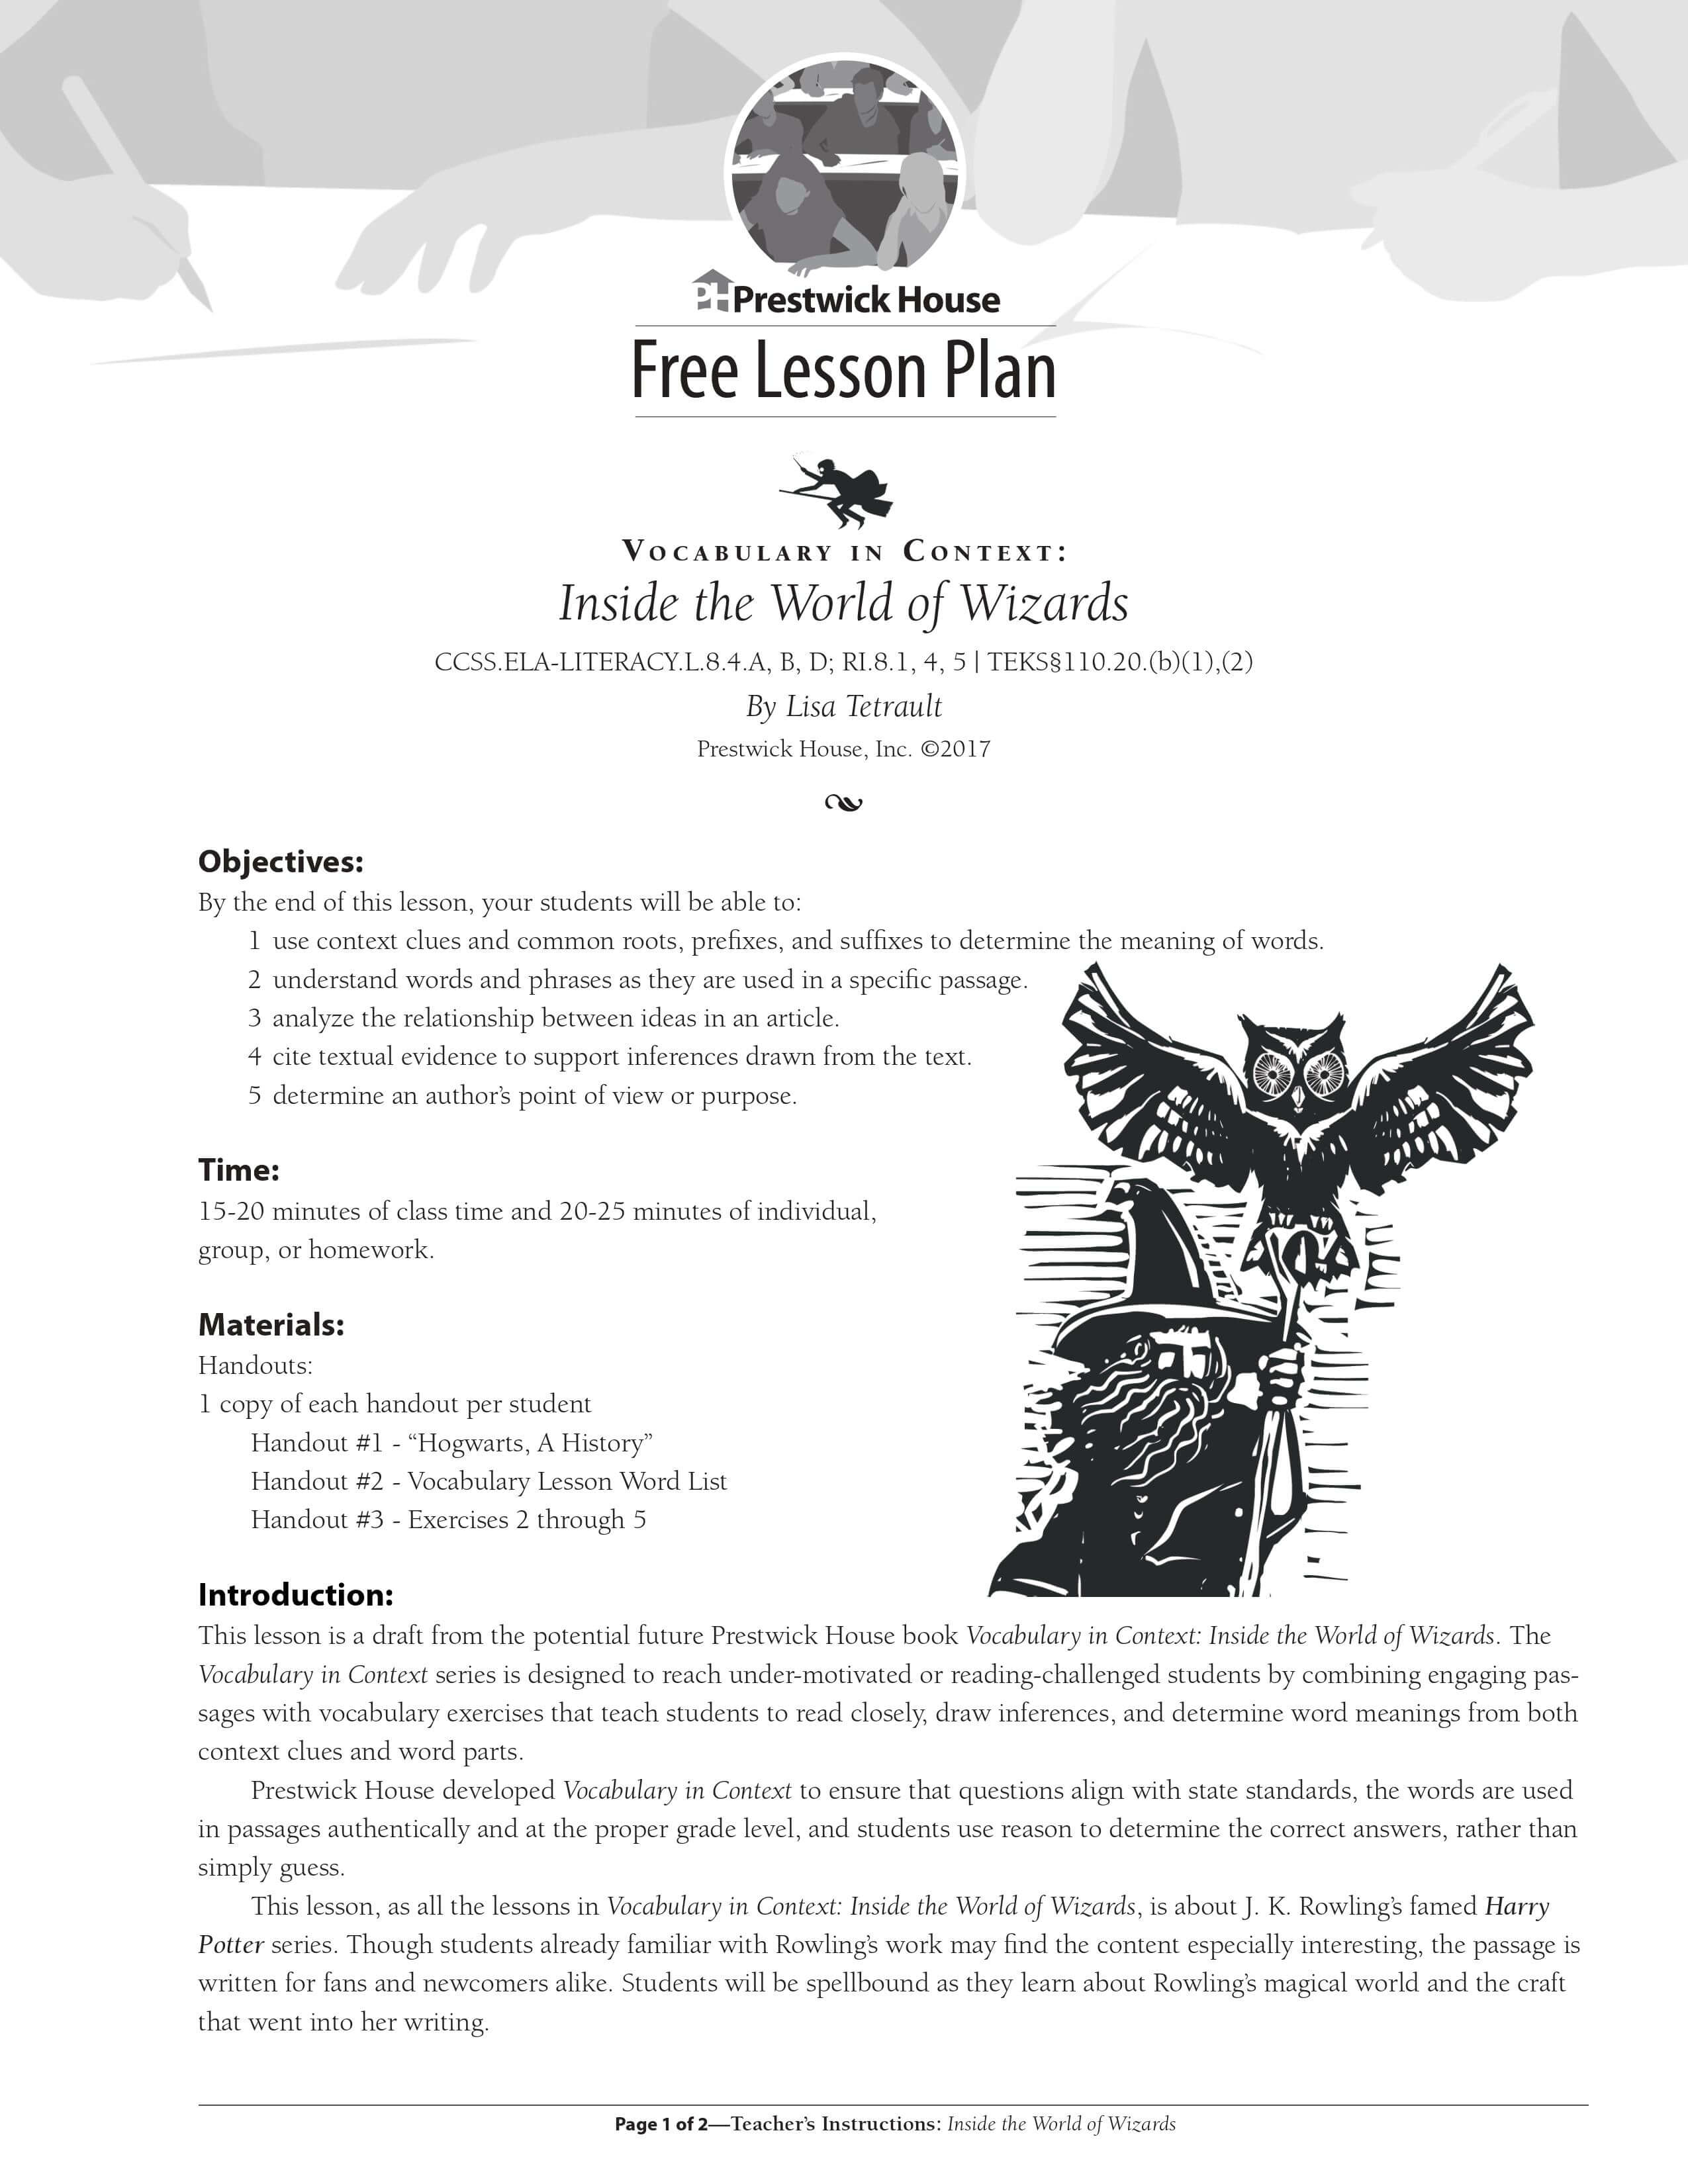 PH Prestwick House
Free Lesson Plan
Vocabulary in Context:
Inside the World of Wizards
CCSS.ELA-LITERACY.L.8.4.A, B, D; RI.8.1, 4, 5 | TEKS§110.20.(b)(1),(2)
By Lisa Tetrault
Prestwick House, Inc. ©2017
Objectives:
By the end of this lesson, your students will be able to:
1 use context clues and common roots, prefixes, and suffixes to determine the meaning of words.
2 understand words and phrases as they are used in a specific passage.
3 analyze the relationship between ideas in an article.
4 cite textual evidence to support inferences drawn from the text.
5 determine an author’s point of view or purpose.
Time:
15-20 minutes of class time and 20-25 minutes of individual,
group, or homework.
Materials:
Handouts:
1 copy of each handout per student
Handout #1 - “Hogwarts, A History”
Handout #2 - Vocabulary Lesson Word List
Handout #3 - Exercises 2 through 5
Introduction:
This lesson is a draft from the potential future Prestwick House book Vocabulary in Context: Inside the World of Wizards. The
Vocabulary in Context series is designed to reach under-motivated or reading-challenged students by combining engaging pas-
sages with vocabulary exercises that teach students to read closely, draw inferences, and determine word meanings from both
context clues and word parts.
Prestwick House developed Vocabulary in Context to ensure that questions align with state standards, the words are used
in passages authentically and at the proper grade level, and students use reason to determine the correct answers, rather than
simply guess.
This lesson, as all the lessons in Vocabulary in Context: Inside the World of Wizards, is about J. K. Rowling’s famed Harry
Potter series. Though students already familiar with Rowling’s work may find the content especially interesting, the passage is
written for fans and newcomers alike. Students will be spellbound as they learn about Rowling’s magical world and the craft
that went into her writing.
Page 1 of 2—Teacher’s Instructions: Inside the World of Wizards